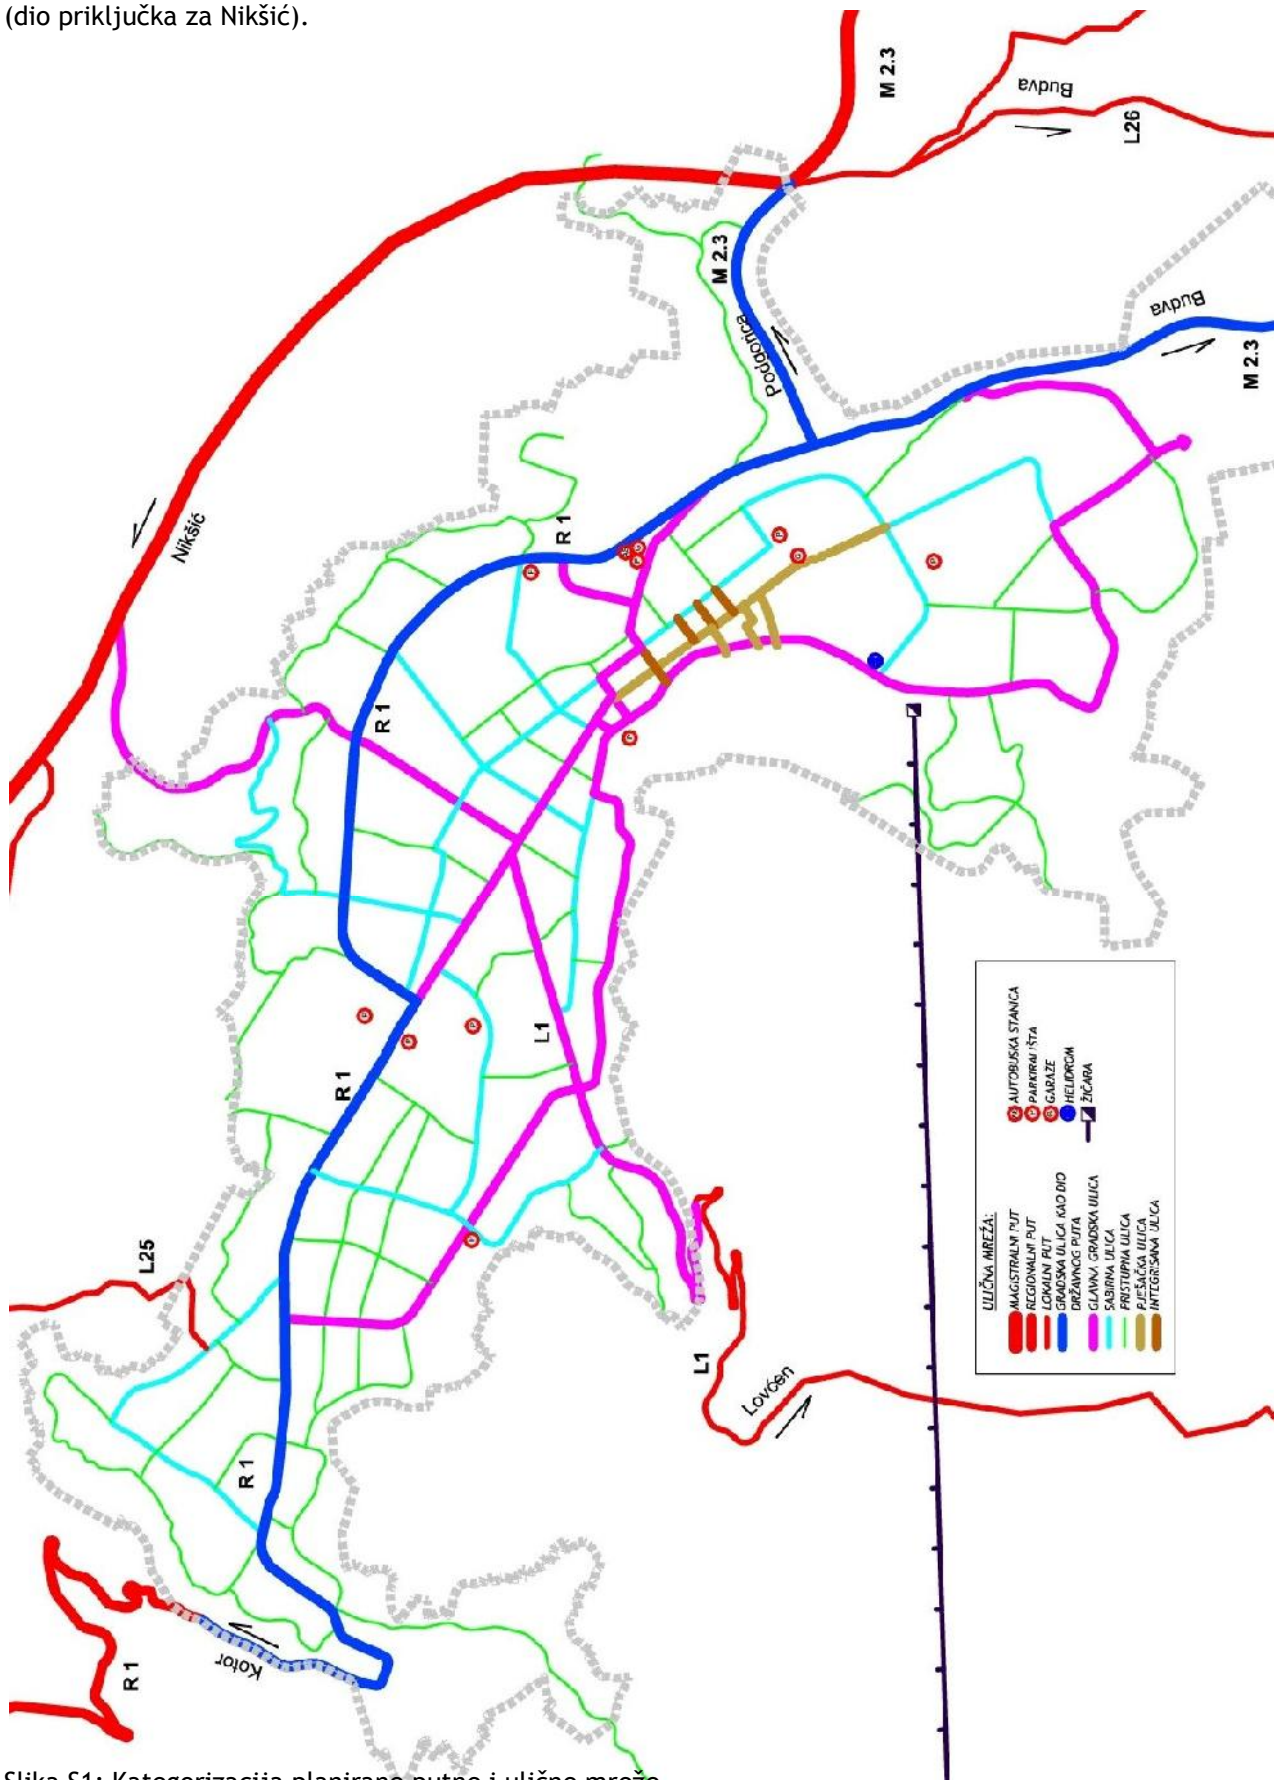 (dio priključka za Nikšić).
M 2.3
Budva
L26
M 2.3
Podgorica
Budva
M 2.3
Nikšić
R 1
R 1
L1
R 1
L25
L1
Lovćen
R 1
Kotor
R 1
ULIČNA MREŽA:
MAGISTRALNI PUT
REGIONALNI PUT
LOKALNI PUT
GRADSKA ULICA KAO DIO
DRŽAVNOG PUTA
GLAVNA GRADSKA ULICA
SABIRNA ULICA
PRISTUPNA ULICA
PJEŠAČKA ULICA
INTEGRISANA ULICA
AUTOBUSKA STANICA
PARKIRALIŠTA
GARAŽE
HELIDROM
ŽIČARA
Slika S1: Kategorizacija planirane putne i ulične mreže